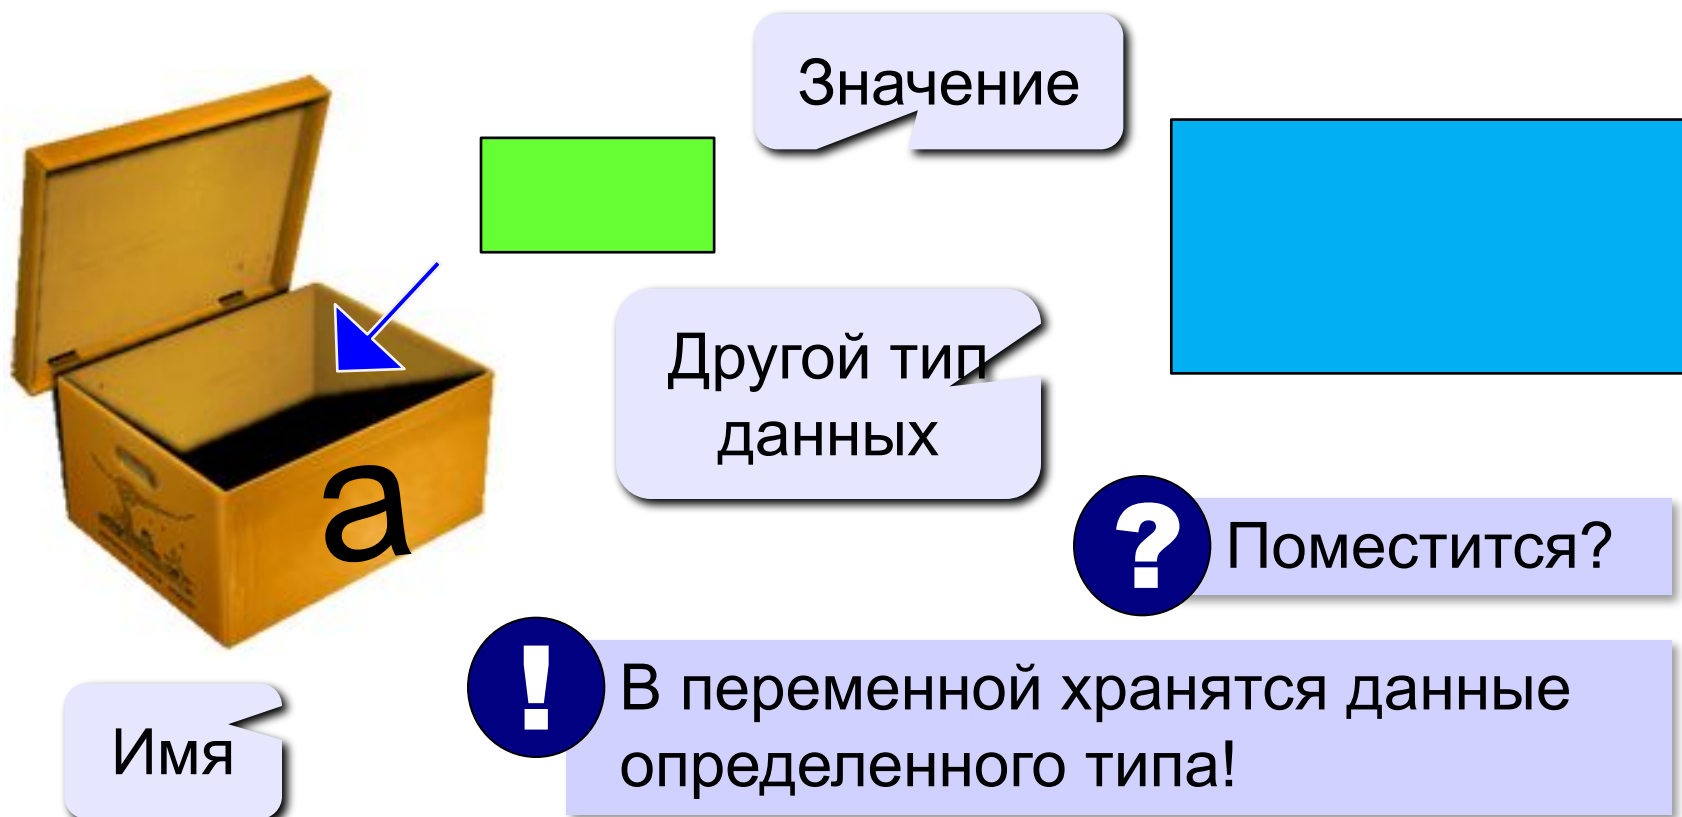 Значение
Другой тип
данных
a
?
Поместится?
!
В переменной хранятся данные
определенного типа!
Имя